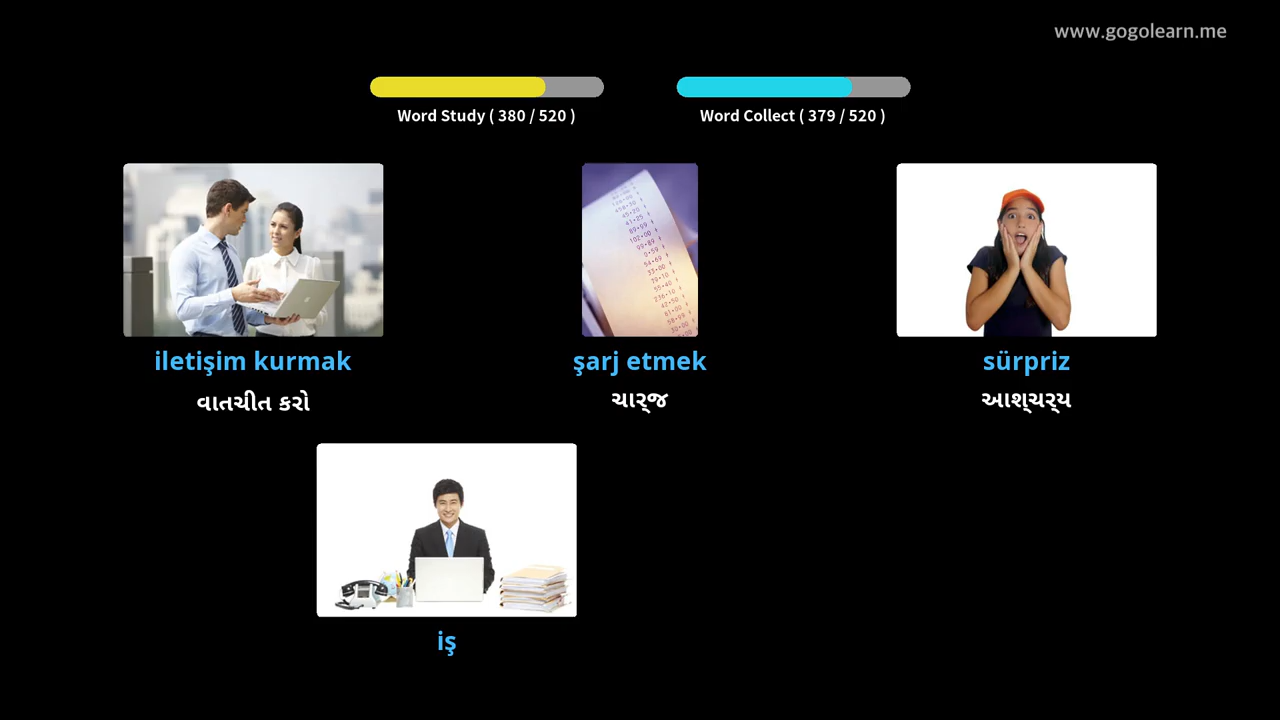 www.gogolearn.me
Word Study ( 380 / 520 )
Word Collect ( 379 / 520 )
iletişim kurmak
şarj etmek
sürpriz
વાતચીત કરો
ચાર્જ
આશ્ચર્ય
iş